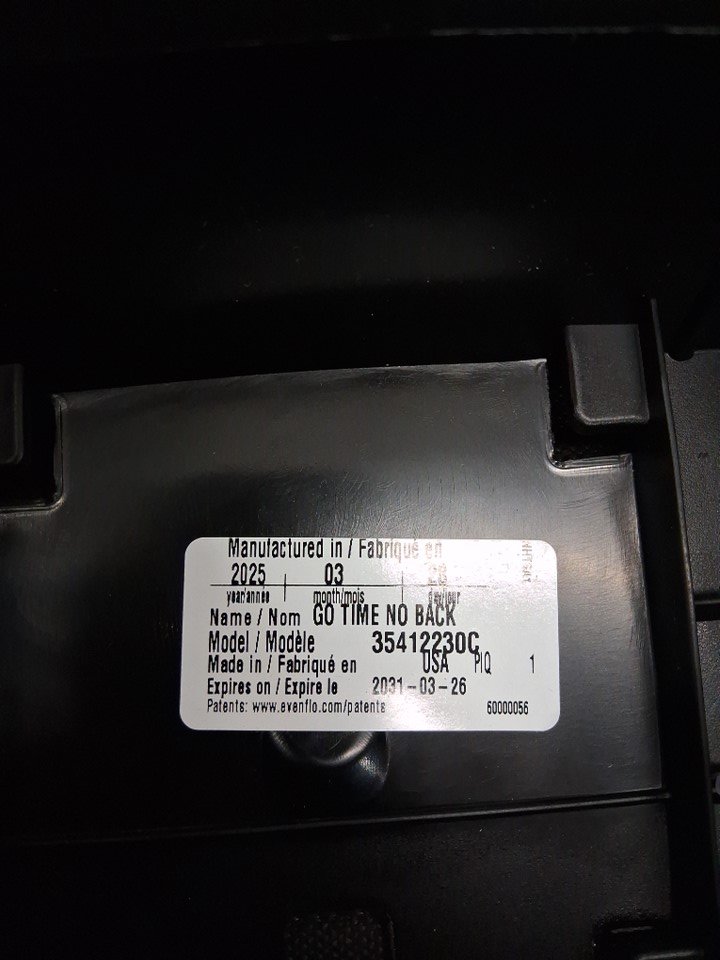 Manufactured in / Fabriqué en
2025 03
year/année month/mois day/jour
Name / Nom GO TIME NO BACK
Model / Modèle 35412230C
Made in / Fabriqué en USA PIQ 1
Expires on / Expire le 2031-03-26
Patents: www.evenflo.com/patents 60000056